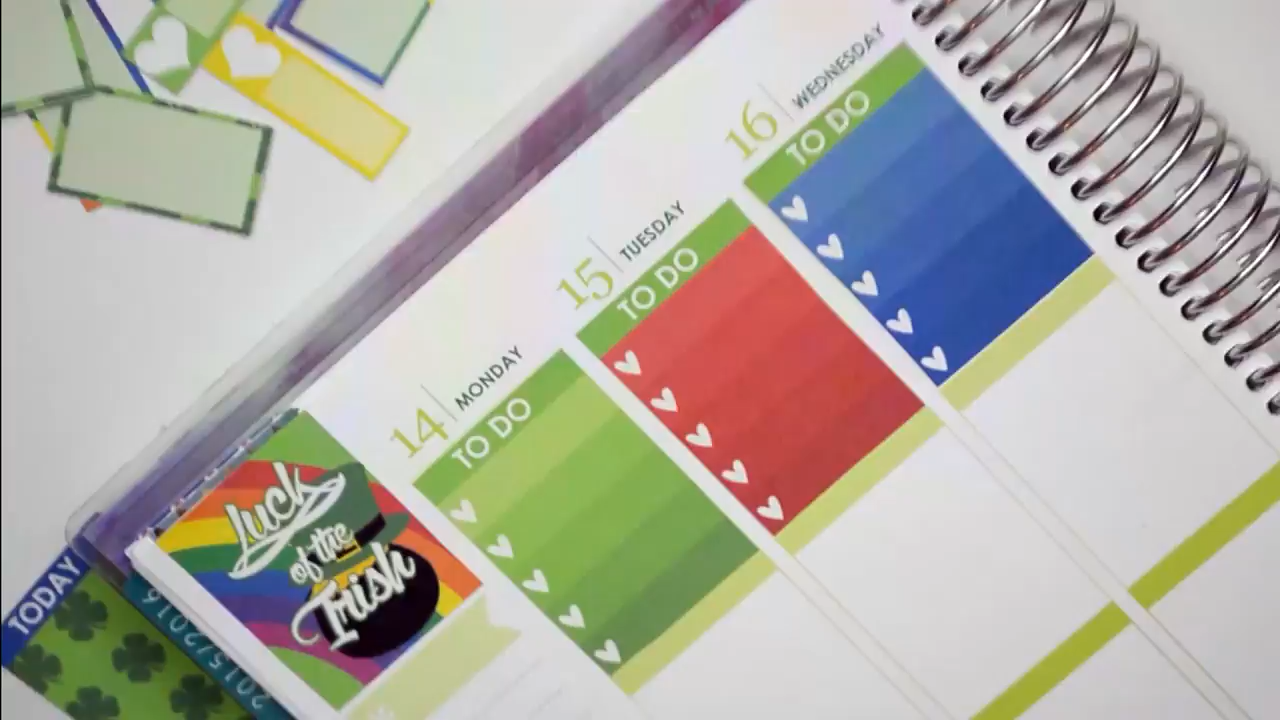 16 WEDNESDAY
TO DO
15 TUESDAY
TO DO
14 MONDAY
TO DO
Luck
of the
Irish
TODAY
2015/2016